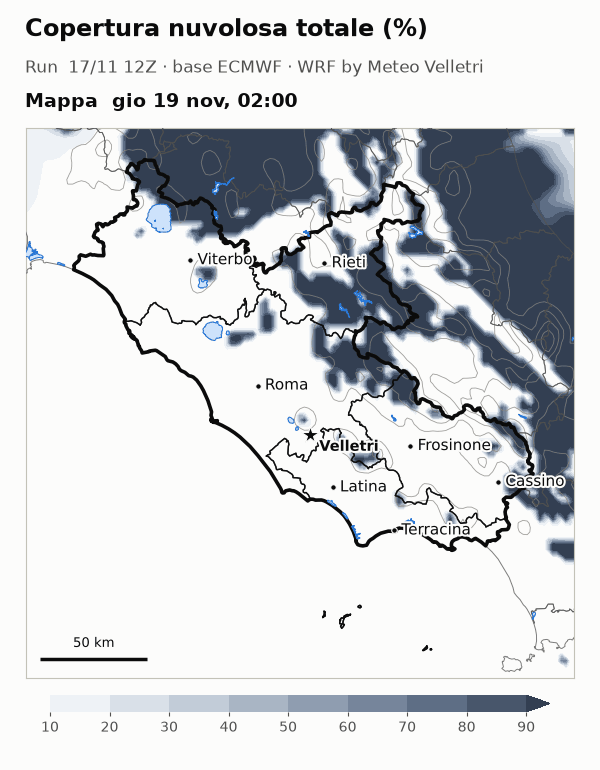 Copertura nuvolosa totale (%)
Run  17/11 12Z · base ECMWF · WRF by Meteo Velletri
Mappa  gio 19 nov, 02:00
Viterbo
Rieti
Roma
Velletri
Frosinone
Latina
Cassino
Terracina
50 km
10 20 30 40 50 60 70 80 90